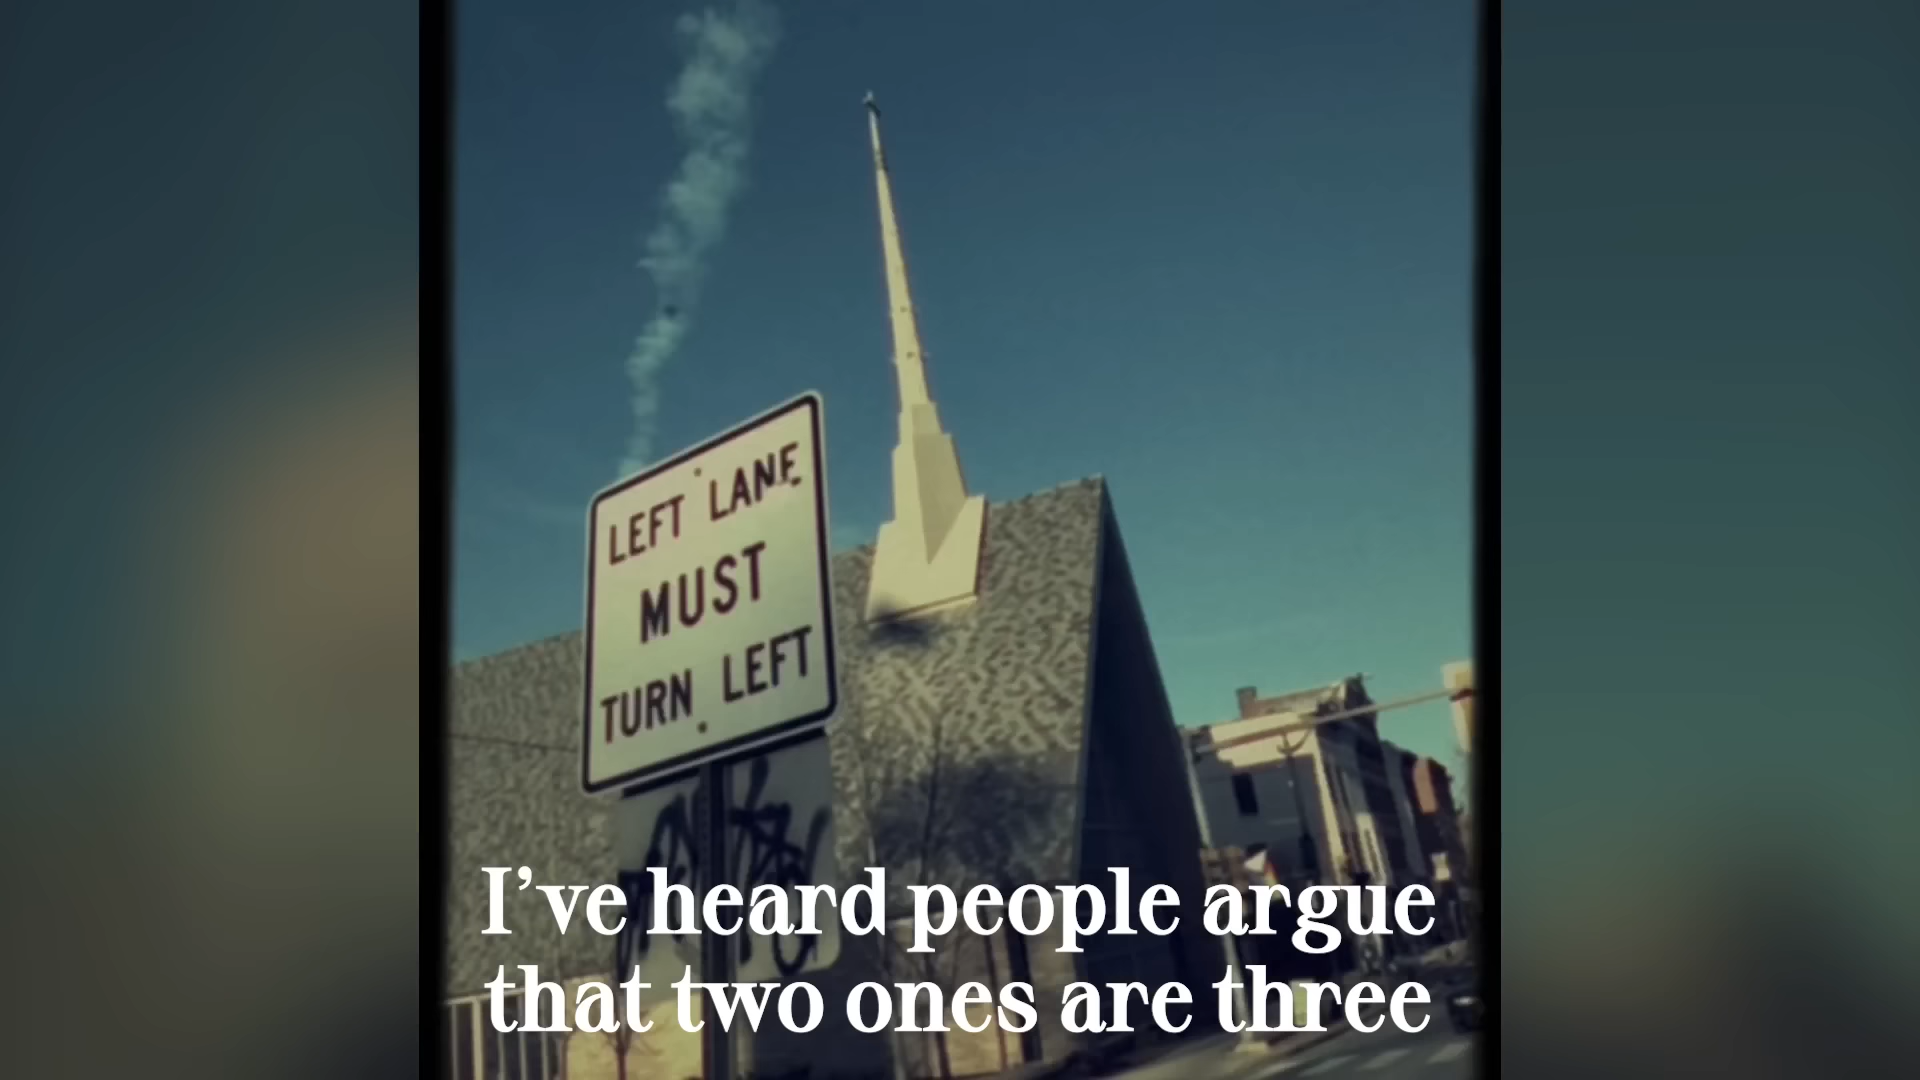 LEFT LANE
MUST
TURN LEFT
I’ve heard people argue
that two ones are three